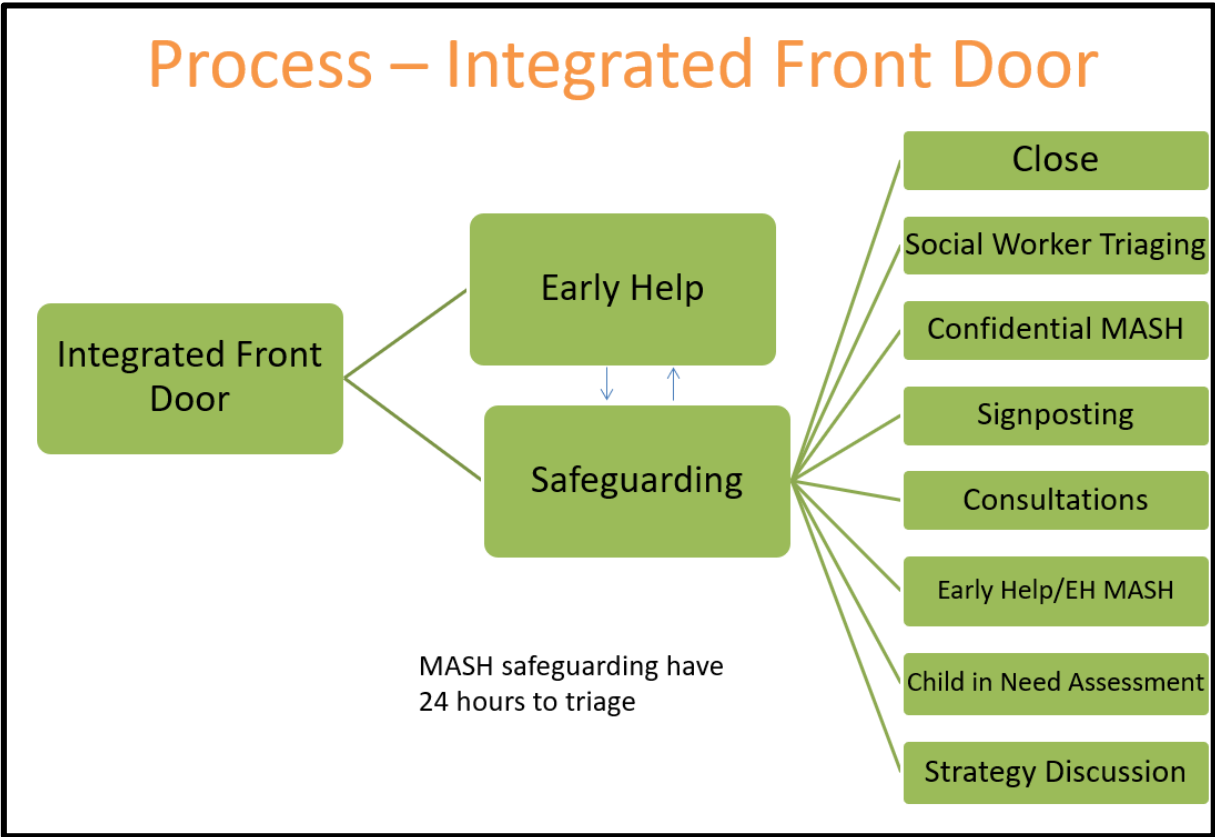 Process – Integrated Front Door
Integrated Front
Door
Early Help
Safeguarding
MASH safeguarding have
24 hours to triage
Close
Social Worker Triaging
Confidential MASH
Signposting
Consultations
Early Help/EH MASH
Child in Need Assessment
Strategy Discussion